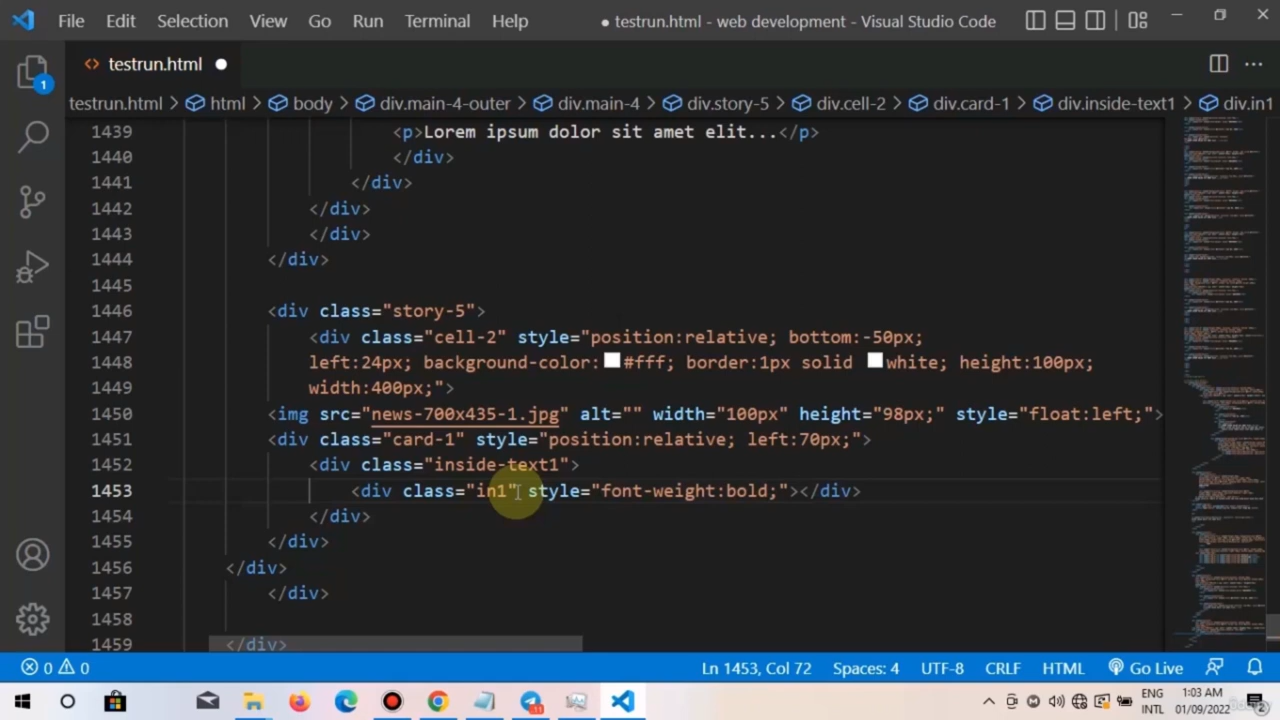 File Edit Selection View Go Run Terminal Help ● testrun.html - web development - Visual Studio Code
<> testrun.html ●
testrun.html > html > body > div.main-4-outer > div.main-4 > div.story-5 > div.cell-2 > div.card-1 > div.inside-text1 > div.in1
1439 <p>Lorem ipsum dolor sit amet elit...</p>
1440 </div>
1441 </div>
1442 </div>
1443 </div>
1444 </div>
1445
1446 <div class="story-5">
1447 <div class="cell-2" style="position:relative; bottom:-50px;
1448 left:24px; background-color:#fff; border:1px solid white; height:100px;
1449 width:400px;">
1450 <img src="news-700x435-1.jpg" alt="" width="100px" height="98px;" style="float:left;">
1451 <div class="card-1" style="position:relative; left:70px;">
1452 <div class="inside-text1">
1453 <div class="in1" style="font-weight:bold;"></div>
1454 </div>
1455 </div>
1456 </div>
1457 </div>
1458
1459 </div>
1
0 0 Ln 1453, Col 72 Spaces: 4 UTF-8 CRLF HTML Go Live
ENG 1:03 AM
INTL 01/09/2022
11
2